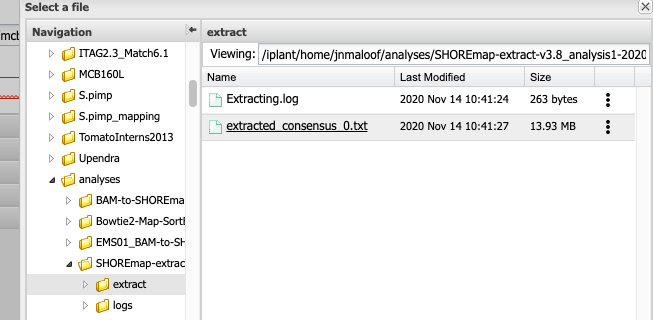 Select a file
Navigation
ITAG2.3_Match6.1
MCB160L
S.pimp
S.pimp_mapping
TomatoInterns2013
Upendra
analyses
BAM-to-SHOREma
Bowtie2-Map-Sort
EMS01_BAM-to-SH
SHOREmap-extrac
extract
logs
extract
Viewing: /iplant/home/jnmaloof/analyses/SHOREmap-extract-v3.8_analysis1-2020
Name Last Modified Size
Extracting.log 2020 Nov 14 10:41:24 263 bytes
extracted_consensus_0.txt 2020 Nov 14 10:41:27 13.93 MB